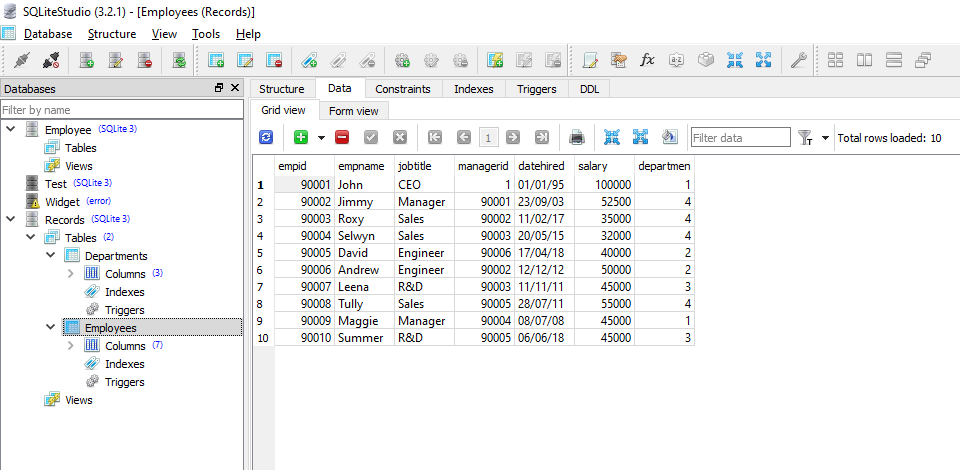 SQLiteStudio (3.2.1) - [Employees (Records)]
Database Structure View Tools Help
Databases
Filter by name
Employee (SQLite 3)
Tables
Views
Test (SQLite 3)
Widget (error)
Records (SQLite 3)
Tables (2)
Departments
Columns (3)
Indexes
Triggers
Employees
Columns (7)
Indexes
Triggers
Views
Structure Data Constraints Indexes Triggers DDL
Grid view Form view
1 Filter data Total rows loaded: 10
empid empname jobtitle managerid datehired salary departmen
1 90001 John CEO 1 01/01/95 100000 1
2 90002 Jimmy Manager 90001 23/09/03 52500 4
3 90003 Roxy Sales 90002 11/02/17 35000 4
4 90004 Selwyn Sales 90003 20/05/15 32000 4
5 90005 David Engineer 90006 17/04/18 40000 2
6 90006 Andrew Engineer 90002 12/12/12 50000 2
7 90007 Leena R&D 90003 11/11/11 45000 3
8 90008 Tully Sales 90005 28/07/11 55000 4
9 90009 Maggie Manager 90004 08/07/08 45000 1
10 90010 Summer R&D 90005 06/06/18 45000 3